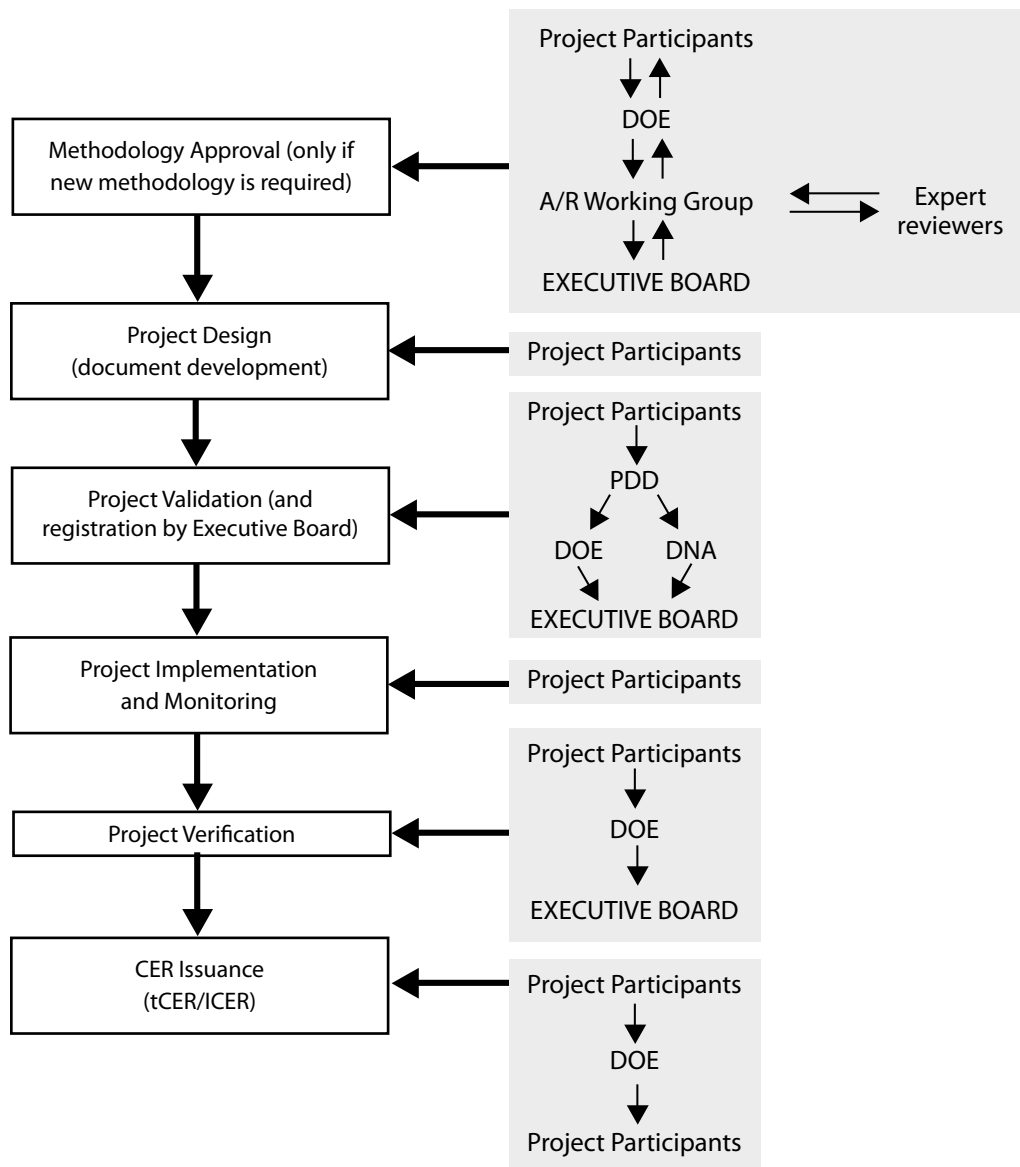 Project Participants
DOE
A/R Working Group
EXECUTIVE BOARD
Expert
reviewers
Methodology Approval (only if
new methodology is required)
Project Design
(document development)
Project Participants
Project Validation (and
registration by Executive Board)
Project Participants
PDD
DOE
DNA
EXECUTIVE BOARD
Project Implementation
and Monitoring
Project Participants
Project Verification
Project Participants
DOE
EXECUTIVE BOARD
CER Issuance
(tCER/lCER)
Project Participants
DOE
Project Participants